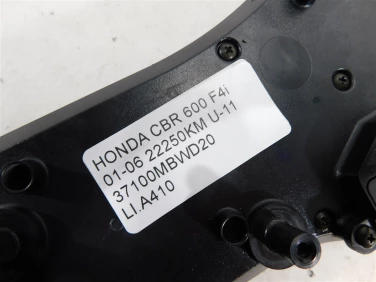 HONDA CBR 600 F4i
01-06 22250KM U-11
37100MBWD20
LI.A410